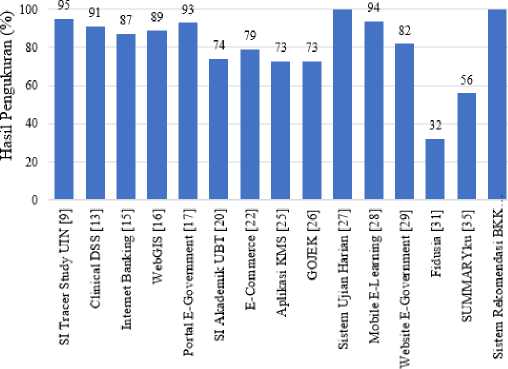 Hasil Pengukuran (%)
100
80
60
40
20
0
95
91
87
89
93
74
79
73
73
94
82
32
56
SI Tracer Study UIN [9]
Clinical DSS [13]
Internet Banking [15]
WebGIS [16]
Portal E-Government [17]
SI Akademik UBT [20]
E-Commerce [22]
Aplikasi KMS [25]
GOJEK [26]
Sistem Ujian Harian [27]
Mobile E-Learning [28]
Website E-Government [29]
Fidusia [31]
SUMMARYku [35]
Sistem Rekomendasi BKK ...